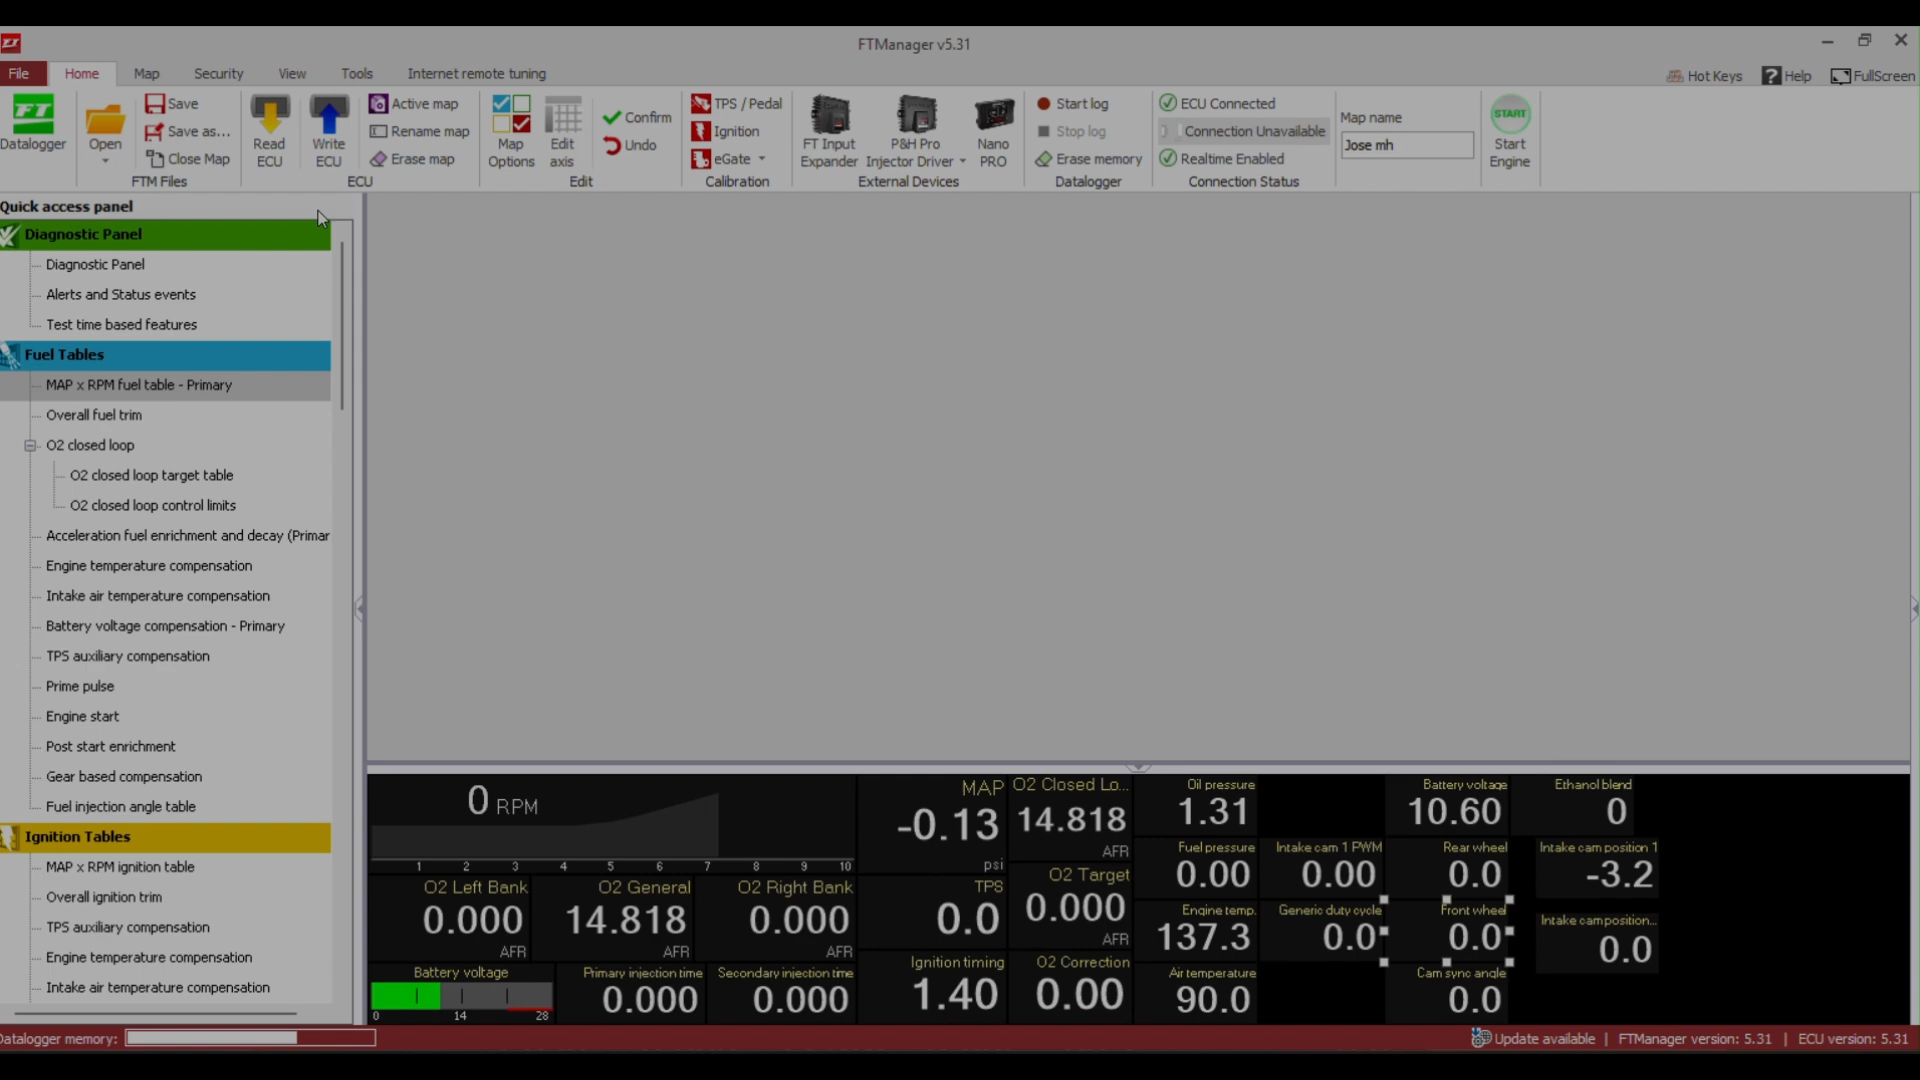 FTManager v5.31
File
Home
Map
Security
View
Tools
Internet remote tuning
Hot Keys
? Help
FullScreen
FT
Datalogger
Open
Save
Save as...
Close Map
FTM Files
Read ECU
Write ECU
Active map
Rename map
Erase map
ECU
Map Options
Edit axis
Confirm
Undo
Edit
TPS / Pedal
Ignition
eGate
Calibration
FT Input Expander
P&H Pro Injector Driver
Nano PRO
External Devices
Start log
Stop log
Erase memory
Datalogger
ECU Connected
Connection Unavailable
Realtime Enabled
Connection Status
Map name
Jose mh
START
Start Engine
Quick access panel
Diagnostic Panel
Diagnostic Panel
Alerts and Status events
Test time based features
Fuel Tables
MAP x RPM fuel table - Primary
Overall fuel trim
O2 closed loop
O2 closed loop target table
O2 closed loop control limits
Acceleration fuel enrichment and decay (Primar
Engine temperature compensation
Intake air temperature compensation
Battery voltage compensation - Primary
TPS auxiliary compensation
Prime pulse
Engine start
Post start enrichment
Gear based compensation
Fuel injection angle table
Ignition Tables
MAP x RPM ignition table
Overall ignition trim
TPS auxiliary compensation
Engine temperature compensation
Intake air temperature compensation
0 RPM
1 2 3 4 5 6 7 8 9 10
O2 Left Bank
0.000
AFR
O2 General
14.818
AFR
O2 Right Bank
0.000
AFR
Battery voltage
0 14 28
Primary injection time
0.000
Secondary injection time
0.000
MAP
-0.13
psi
TPS
0.0
Ignition timing
1.40
O2 Closed Lo...
14.818
AFR
O2 Target
0.000
AFR
O2 Correction
0.00
Oil pressure
1.31
Fuel pressure
0.00
Engine temp.
137.3
Air temperature
90.0
Intake cam 1 PWM
0.00
Generic duty cycle
0.0
Battery voltage
10.60
Rear wheel
0.0
Front wheel
0.0
Cam sync angle
0.0
Ethanol blend
0
Intake cam position 1
-3.2
Intake cam position...
0.0
Datalogger memory:
Update available | FTManager version: 5.31 | ECU version: 5.31